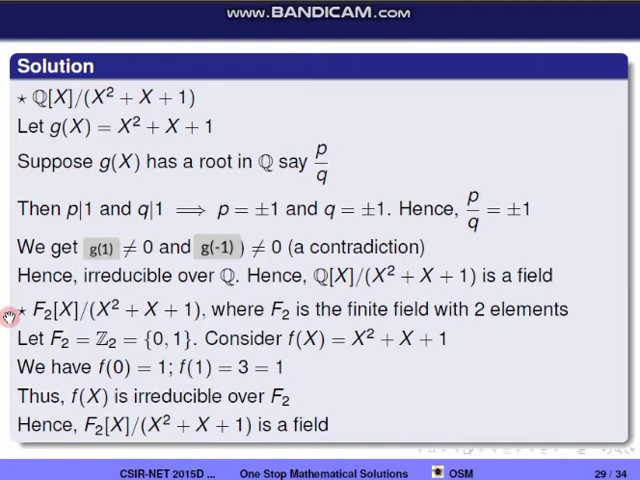 www.BANDICAM.com
Solution
⋆ ℚ[X]/(X² + X + 1)
Let g(X) = X² + X + 1
Suppose g(X) has a root in ℚ say p/q
Then p|1 and q|1 ⟹ p = ±1 and q = ±1. Hence, p/q = ±1
We get g(1) ≠ 0 and g(-1) ) ≠ 0 (a contradiction)
Hence, irreducible over ℚ. Hence, ℚ[X]/(X² + X + 1) is a field
⋆ F₂[X]/(X² + X + 1), where F₂ is the finite field with 2 elements
Let F₂ = ℤ₂ = {0, 1}. Consider f(X) = X² + X + 1
We have f(0) = 1; f(1) = 3 = 1
Thus, f(X) is irreducible over F₂
Hence, F₂[X]/(X² + X + 1) is a field
CSIR-NET 2015D ... One Stop Mathematical Solutions OSM 29 / 34